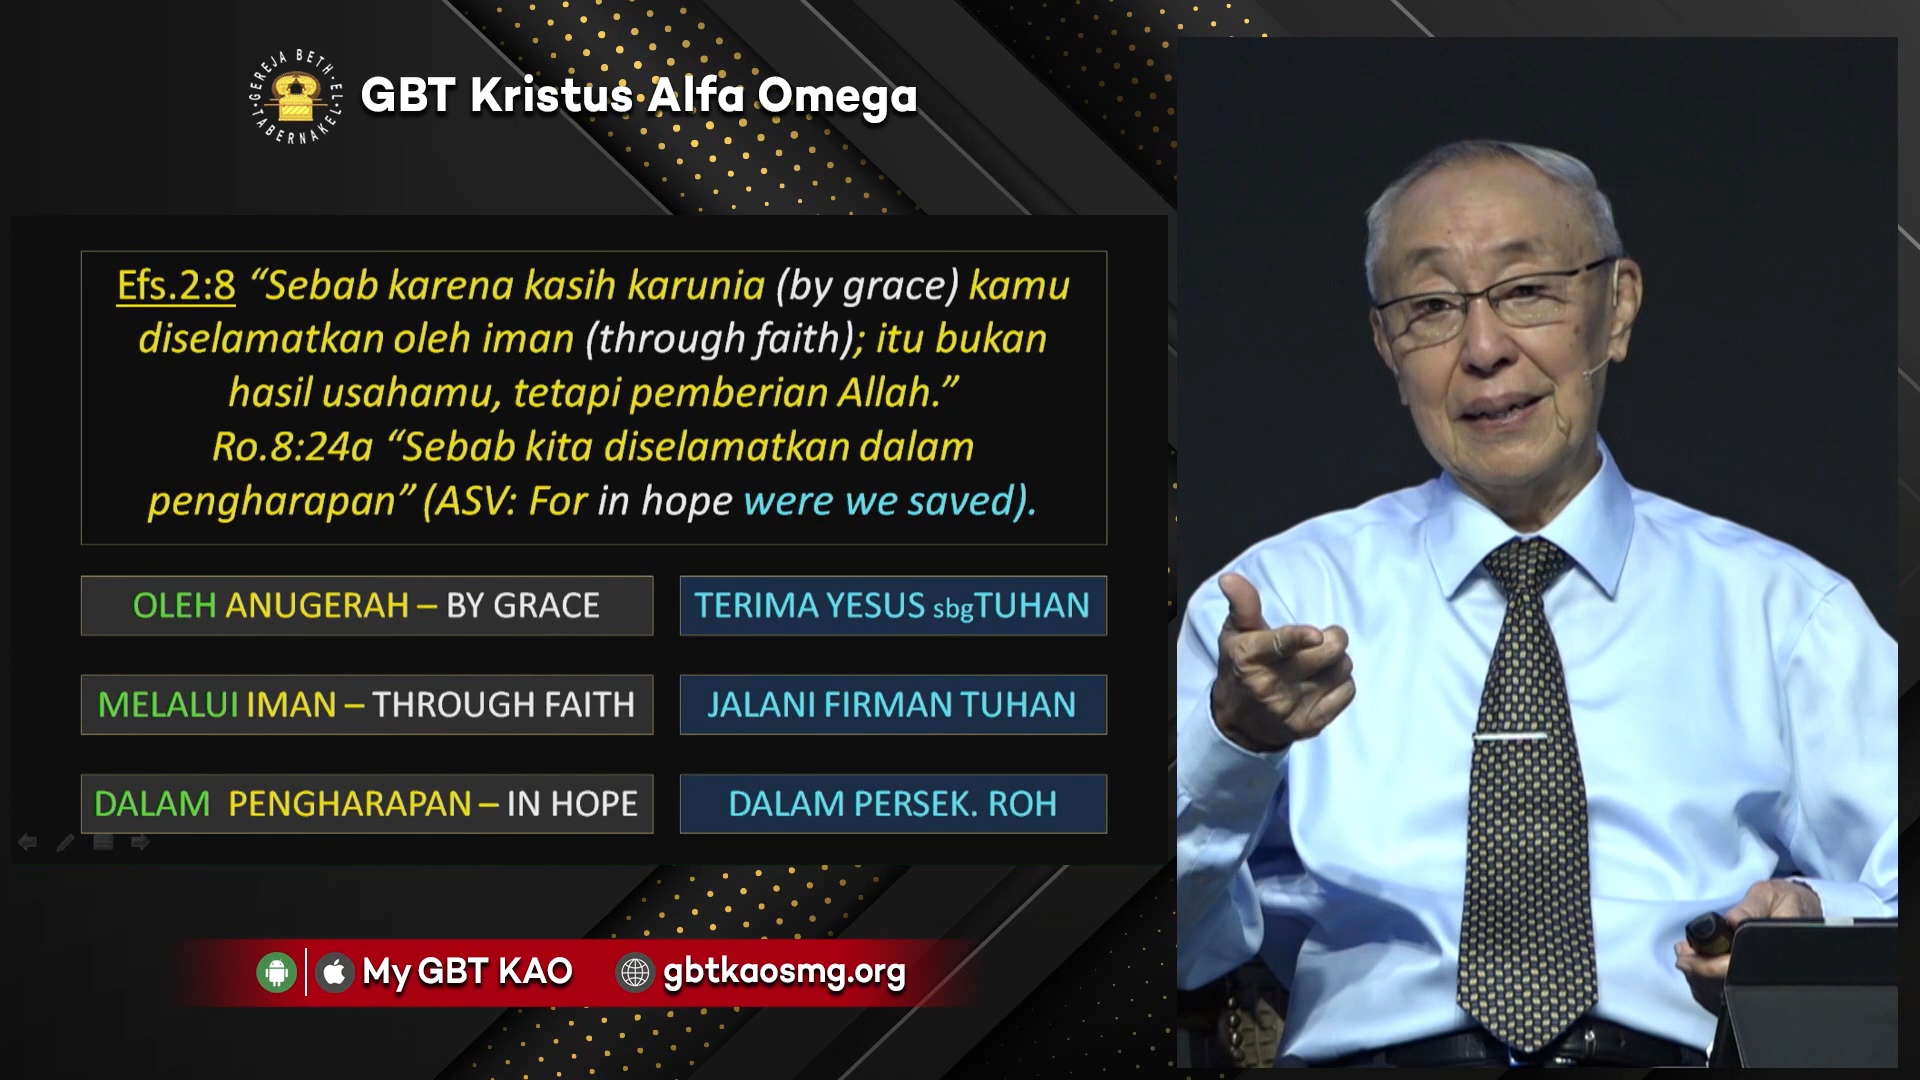 GEREJA BETH-EL TABERNAKEL
GBT Kristus Alfa Omega
Efs.2:8 “Sebab karena kasih karunia (by grace) kamu
diselamatkan oleh iman (through faith); itu bukan
hasil usahamu, tetapi pemberian Allah.”
Ro.8:24a “Sebab kita diselamatkan dalam
pengharapan” (ASV: For in hope were we saved).
OLEH ANUGERAH – BY GRACE
TERIMA YESUS sbgTUHAN
MELALUI IMAN – THROUGH FAITH
JALANI FIRMAN TUHAN
DALAM PENGHARAPAN – IN HOPE
DALAM PERSEK. ROH
My GBT KAO
gbtkaosmg.org